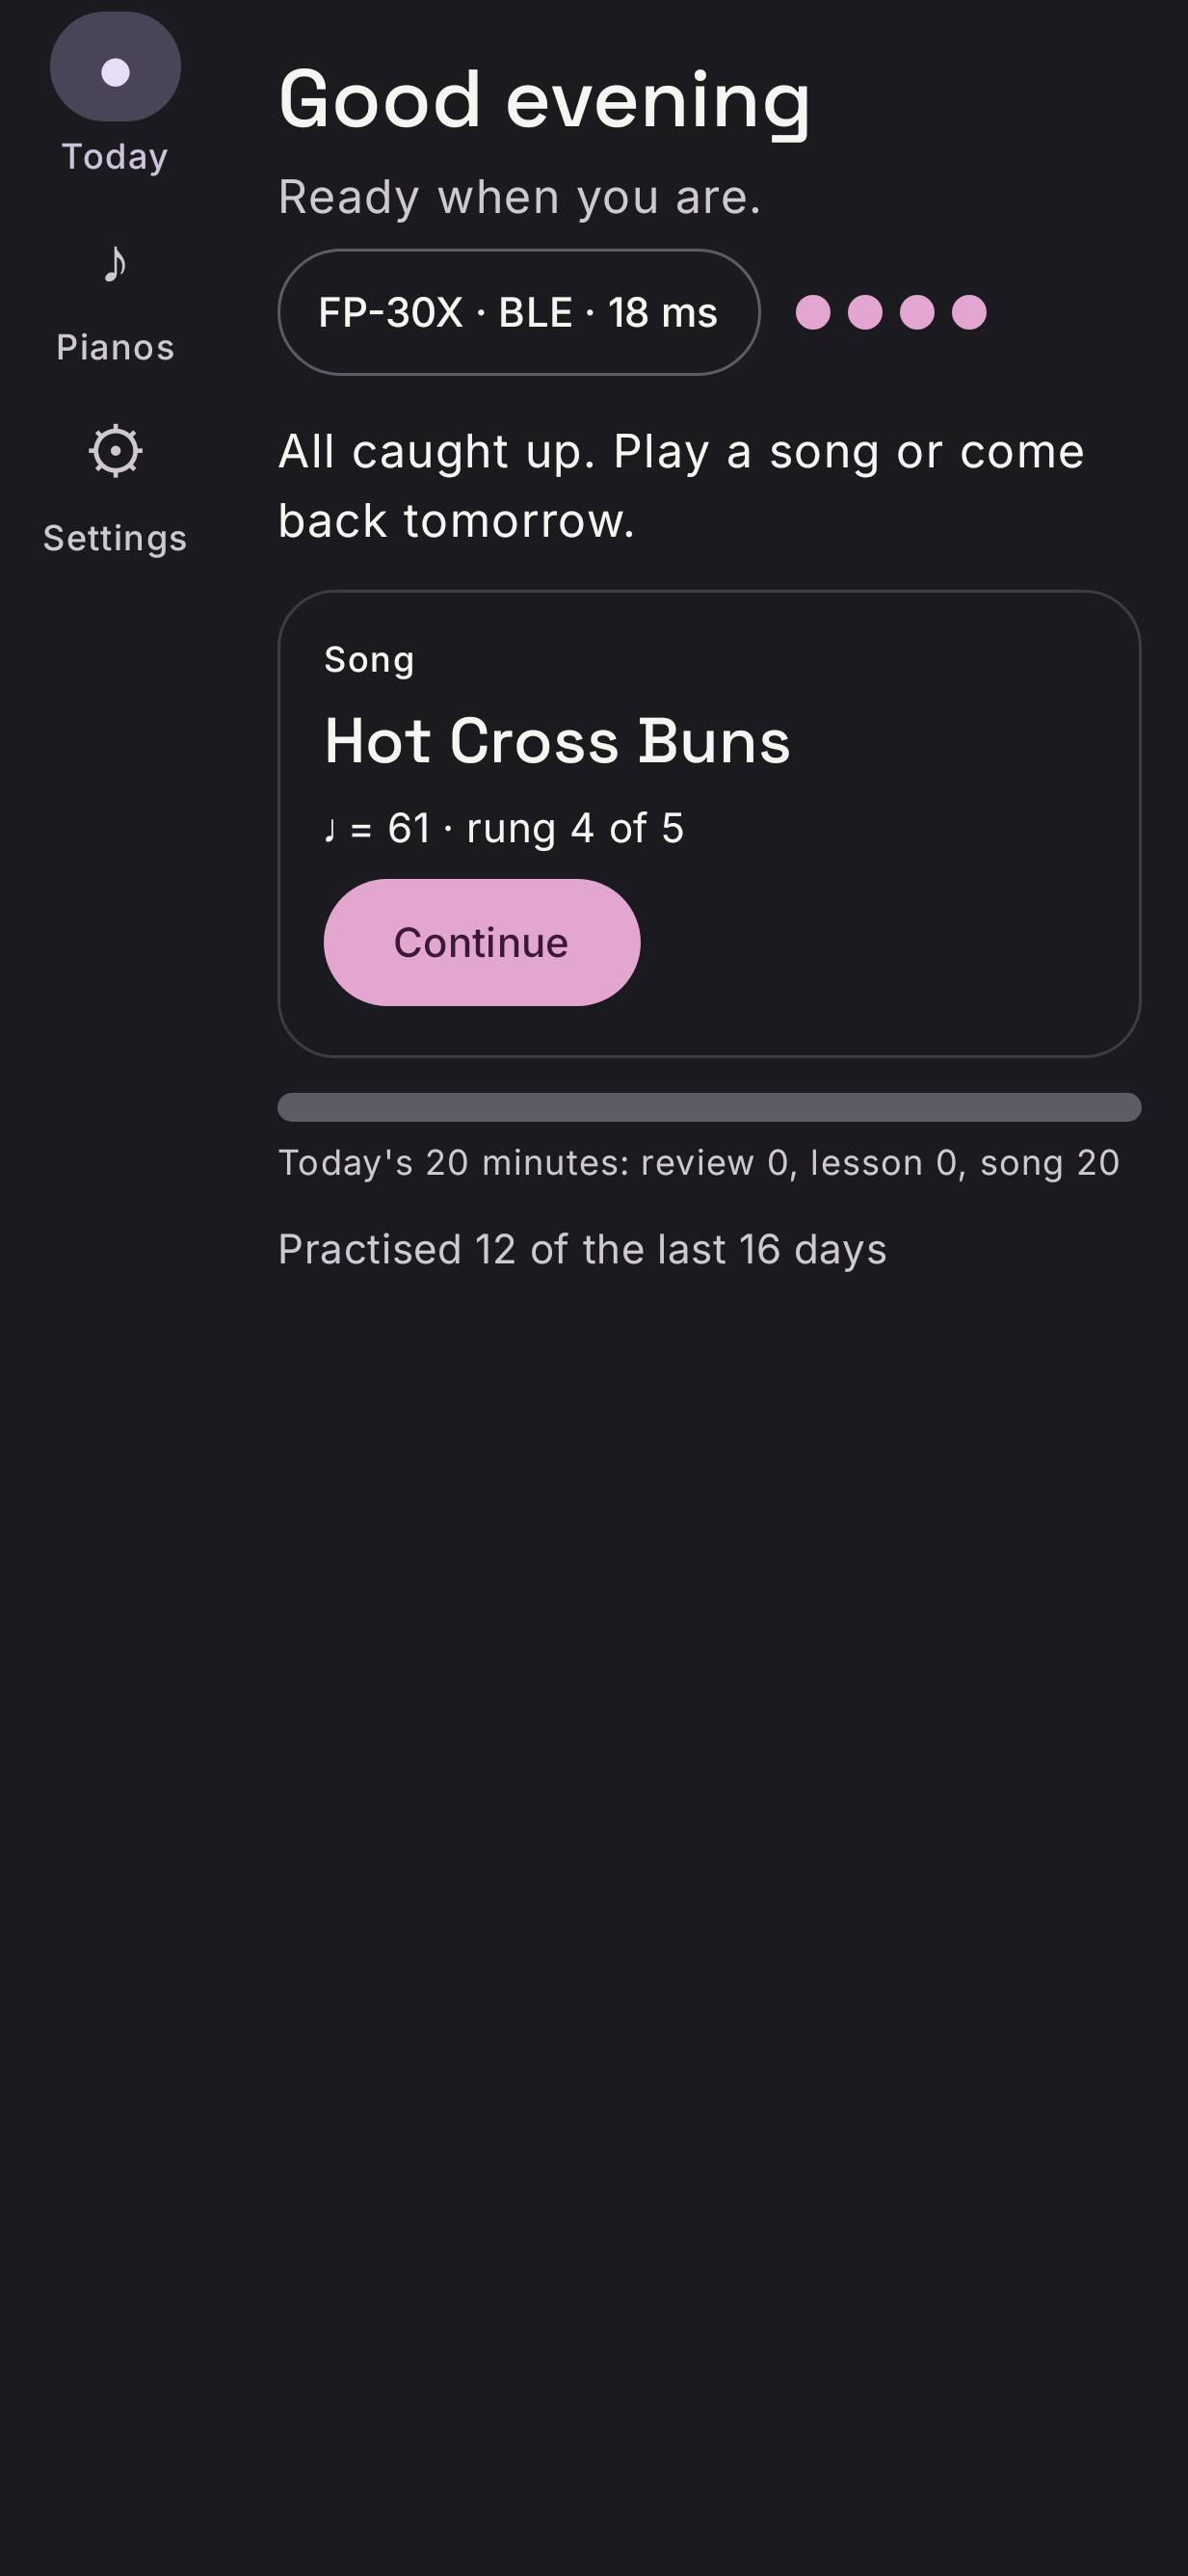 Today
Pianos
Settings
Good evening
Ready when you are.
FP-30X · BLE · 18 ms
All caught up. Play a song or come
back tomorrow.
Song
Hot Cross Buns
♩ = 61 · rung 4 of 5
Continue
Today's 20 minutes: review 0, lesson 0, song 20
Practised 12 of the last 16 days